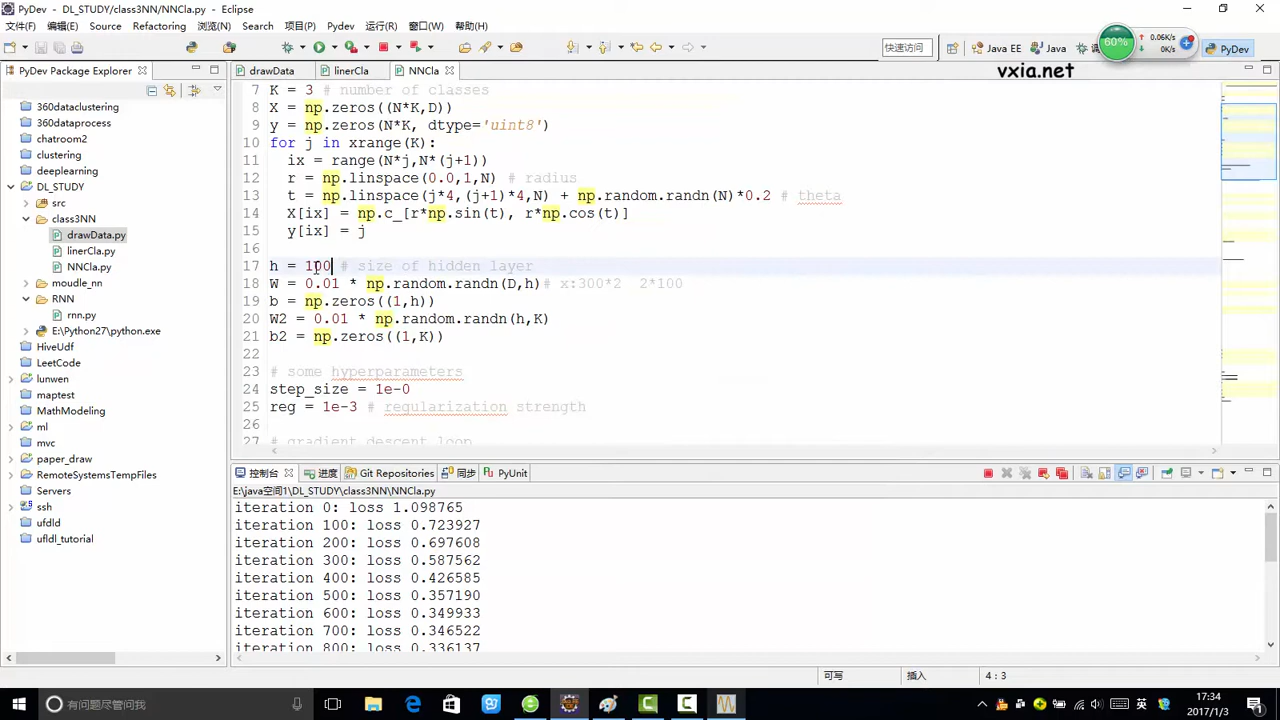 PyDev - DL_STUDY/class3NN/NNCla.py - Eclipse
文件(F) 编辑(E) Source Refactoring 浏览(N) Search 项目(P) Pydev 运行(R) 窗口(W) 帮助(H)
快速访问 Java EE Java PyDev
60% 0.06K/s 0K/s
vxia.net
PyDev Package Explorer
360dataclustering
360dataprocess
chatroom2
clustering
deeplearning
DL_STUDY
src
class3NN
drawData.py
linerCla.py
NNCla.py
moudle_nn
RNN
rnn.py
E:\Python27\python.exe
HiveUdf
LeetCode
lunwen
maptest
MathModeling
ml
mvc
paper_draw
RemoteSystemsTempFiles
Servers
ssh
ufdld
ufldl_tutorial
drawData linerCla NNCla
7 K = 3 # number of classes
8 X = np.zeros((N*K,D))
9 y = np.zeros(N*K, dtype='uint8')
10 for j in xrange(K):
11 ix = range(N*j,N*(j+1))
12 r = np.linspace(0.0,1,N) # radius
13 t = np.linspace(j*4,(j+1)*4,N) + np.random.randn(N)*0.2 # theta
14 X[ix] = np.c_[r*np.sin(t), r*np.cos(t)]
15 y[ix] = j
16
17 h = 100 # size of hidden layer
18 W = 0.01 * np.random.randn(D,h)# x:300*2 2*100
19 b = np.zeros((1,h))
20 W2 = 0.01 * np.random.randn(h,K)
21 b2 = np.zeros((1,K))
22
23 # some hyperparameters
24 step_size = 1e-0
25 reg = 1e-3 # regularization strength
26
27 # gradient descent loop
控制台 进度 Git Repositories 同步 PyUnit
E:\java空间1\DL_STUDY\class3NN\NNCla.py
iteration 0: loss 1.098765
iteration 100: loss 0.723927
iteration 200: loss 0.697608
iteration 300: loss 0.587562
iteration 400: loss 0.426585
iteration 500: loss 0.357190
iteration 600: loss 0.349933
iteration 700: loss 0.346522
iteration 800: loss 0.336137
可写 插入 4 : 3
有问题尽管问我
17:34
2017/1/3